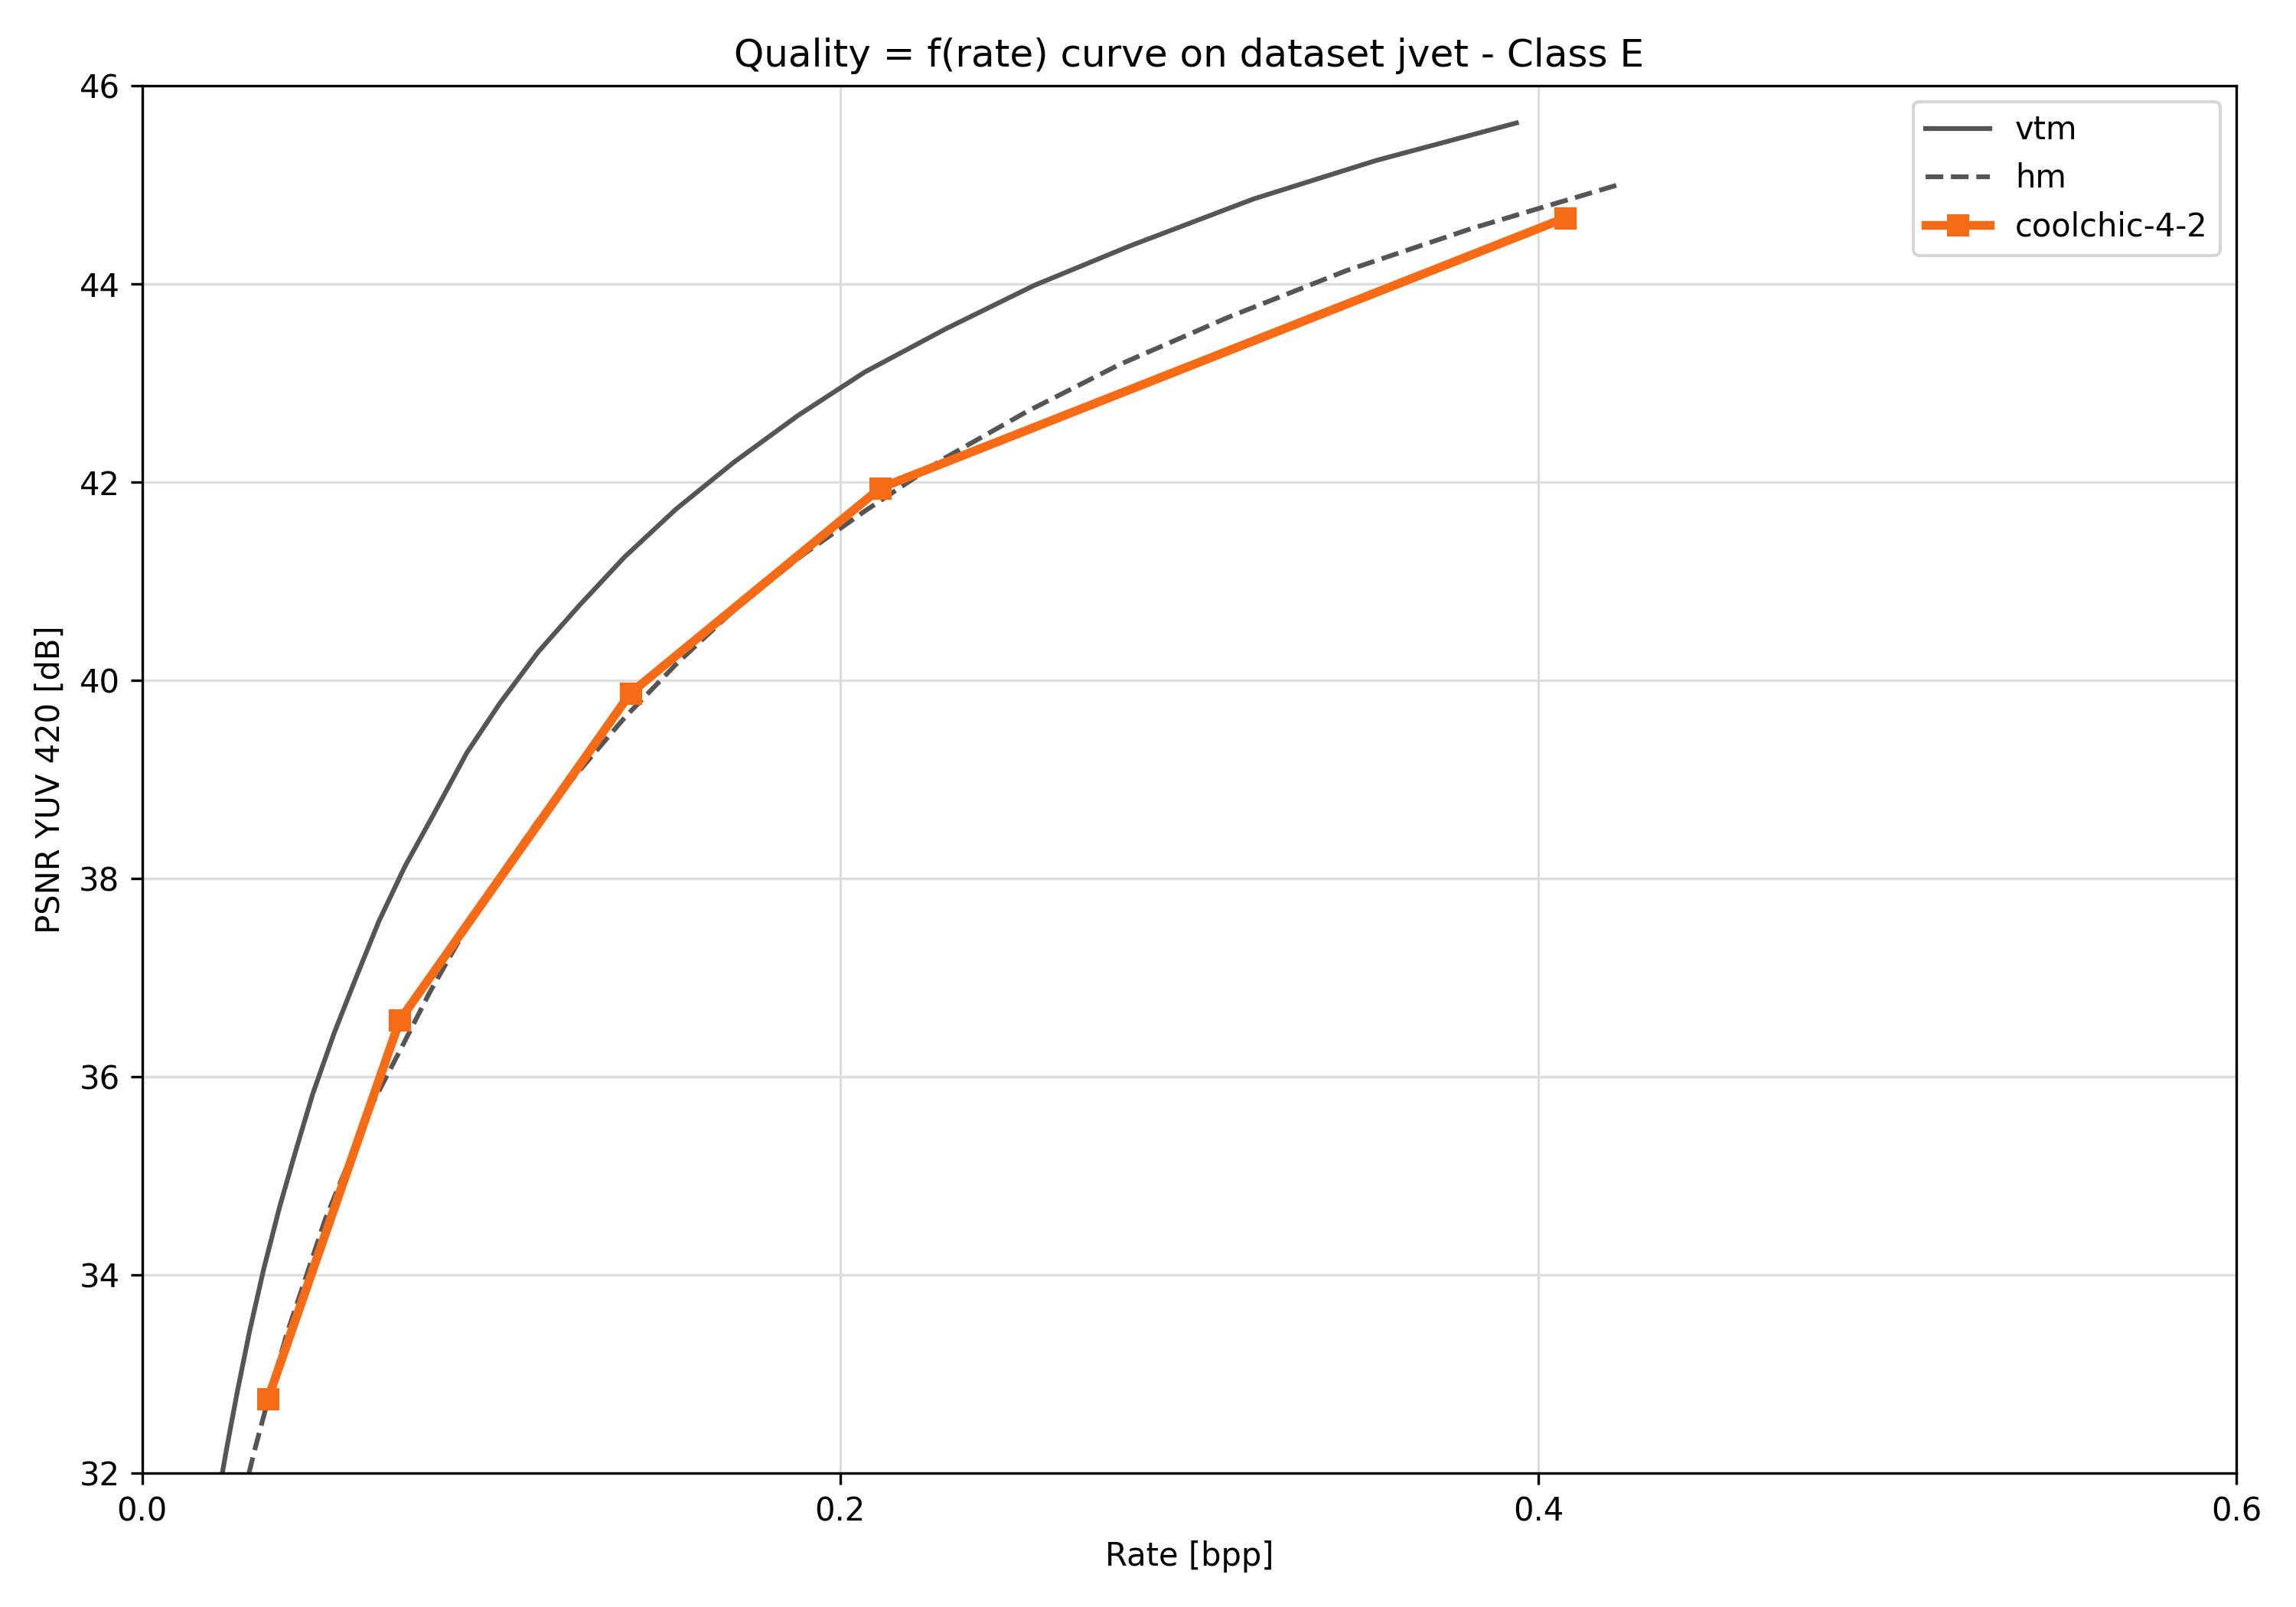 Quality = f(rate) curve on dataset jvet - Class E
vtm
hm
coolchic-4-2
PSNR YUV 420 [dB]
46
44
42
40
38
36
34
32
0.0
0.2
0.4
0.6
Rate [bpp]